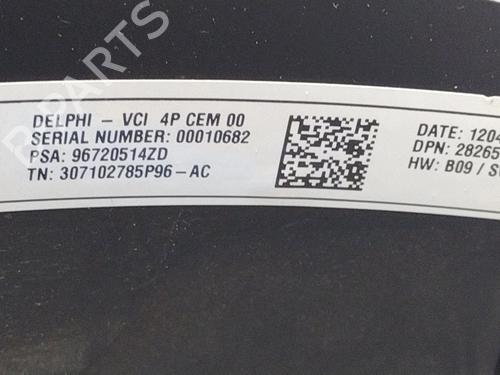 DELPHI - VCI 4P CEM 00
SERIAL NUMBER: 00010682
PSA: 96720514ZD
TN: 307102785P96-AC
DATE: 1204
DPN: 28265
HW: B09 /
B-PARTS